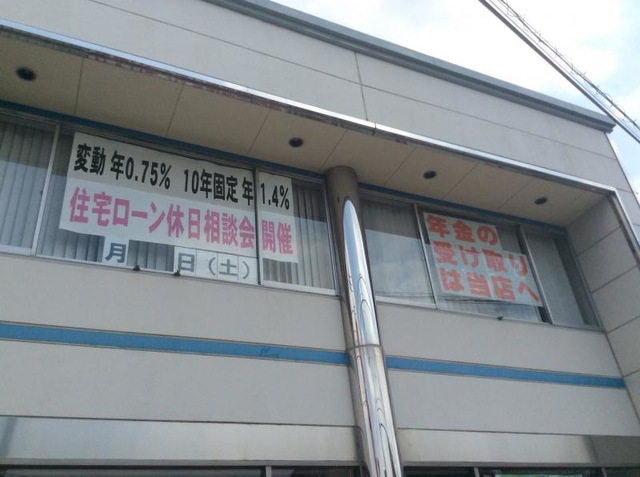 変動 年0.75% 10年固定 年1.4%
住宅ローン休日相談会 開催
月 日(土)
年金の
受け取り
は当店へ